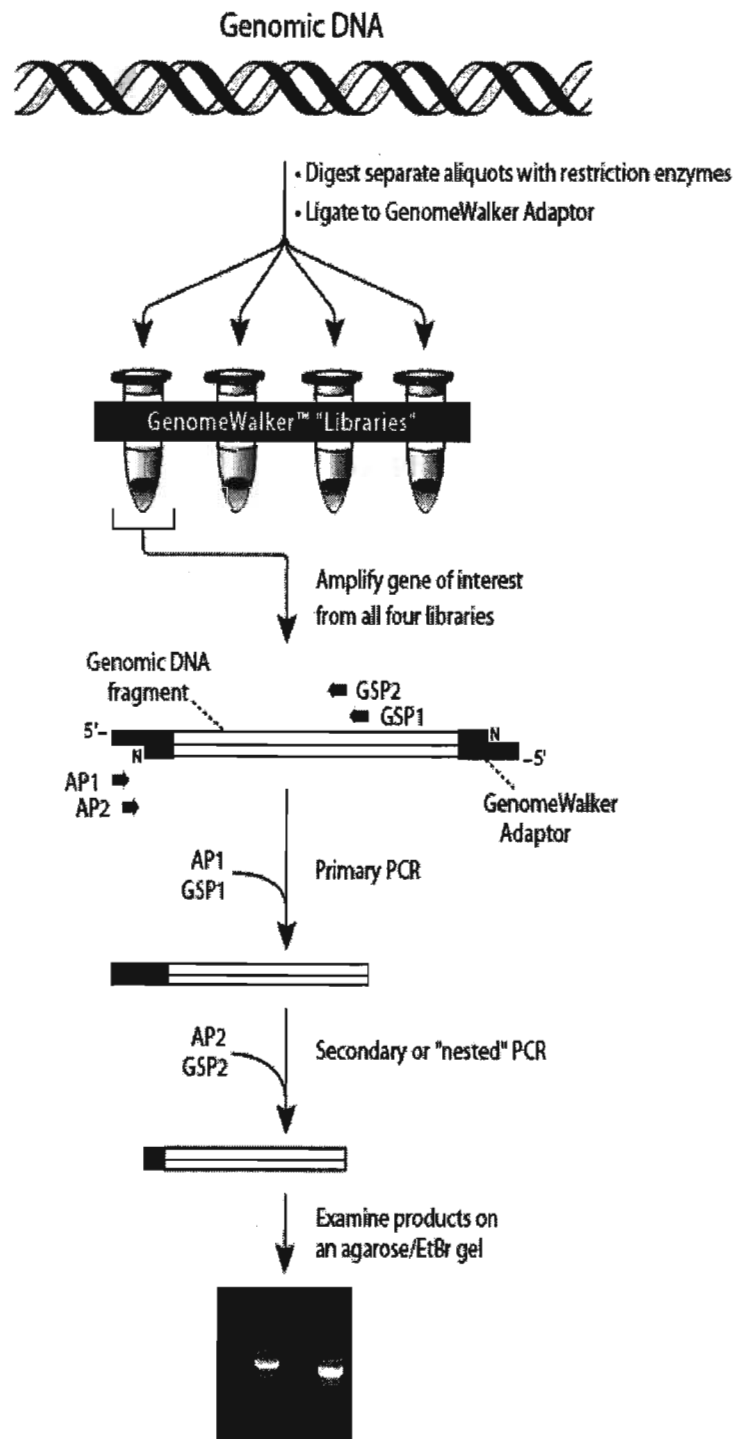 Genomic DNA
• Digest separate aliquots with restriction enzymes
• Ligate to GenomeWalker Adaptor
GenomeWalker™ "Libraries"
Amplify gene of interest
from all four libraries
Genomic DNA
fragment
GSP2
GSP1
5'–
N
N
–5'
AP1
AP2
GenomeWalker
Adaptor
AP1
GSP1
Primary PCR
AP2
GSP2
Secondary or "nested" PCR
Examine products on
an agarose/EtBr gel